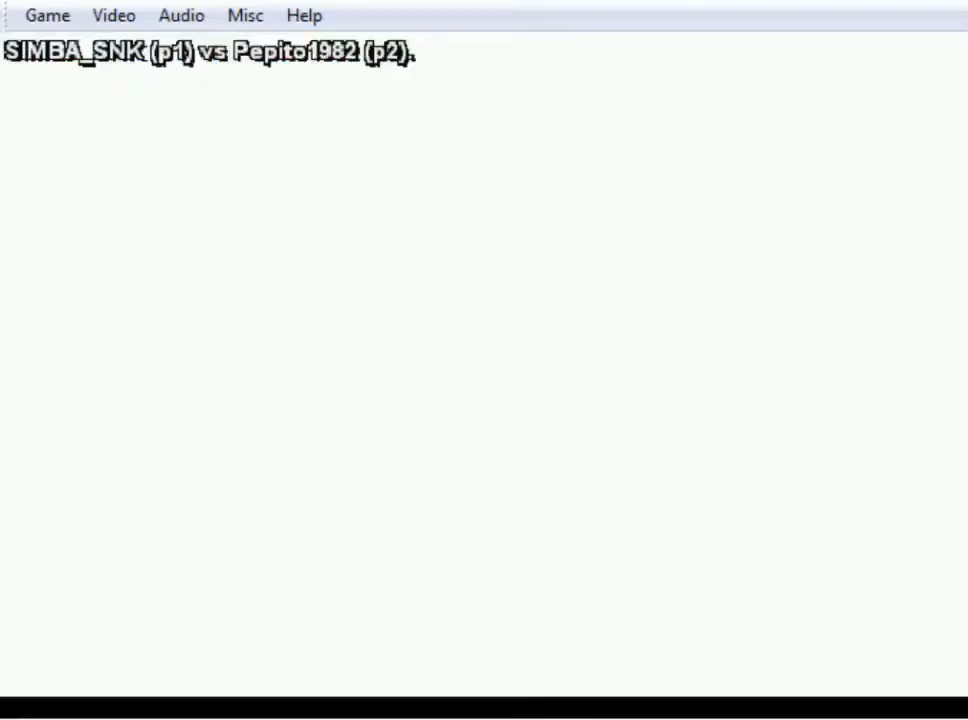 Game Video Audio Misc Help
SIMBA_SNK (p1) vs Pepito1982 (p2).